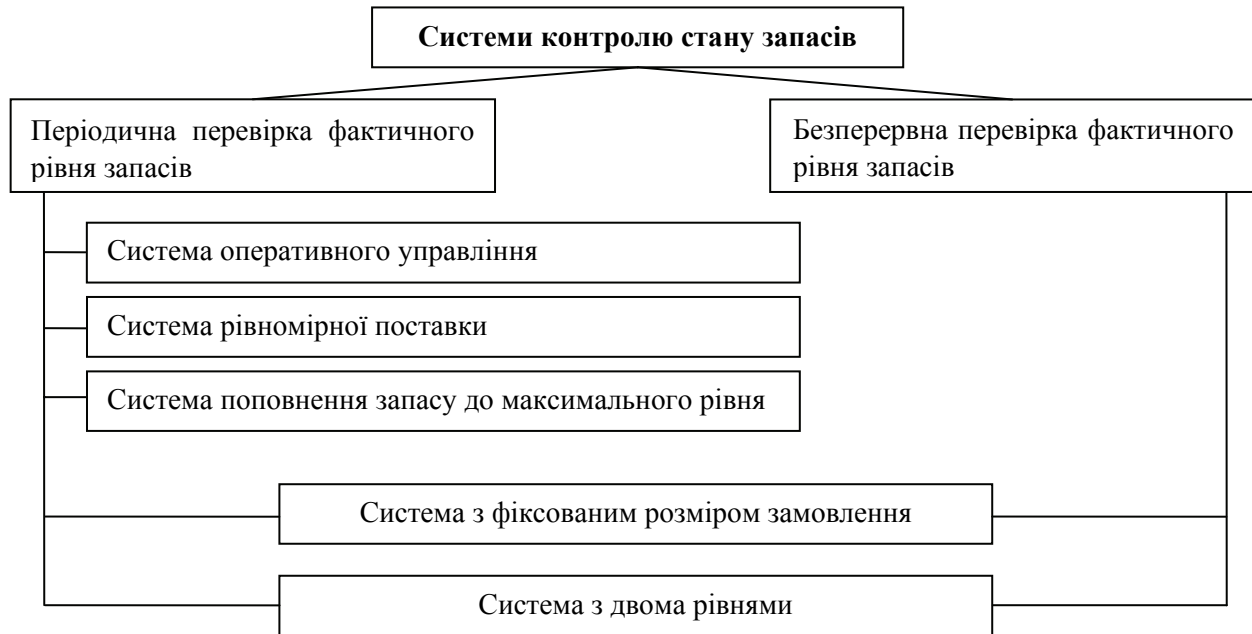 Системи контролю стану запасів
Періодична перевірка фактичного
рівня запасів
Безперервна перевірка фактичного
рівня запасів
Система оперативного управління
Система рівномірної поставки
Система поповнення запасу до максимального рівня
Система з фіксованим розміром замовлення
Система з двома рівнями